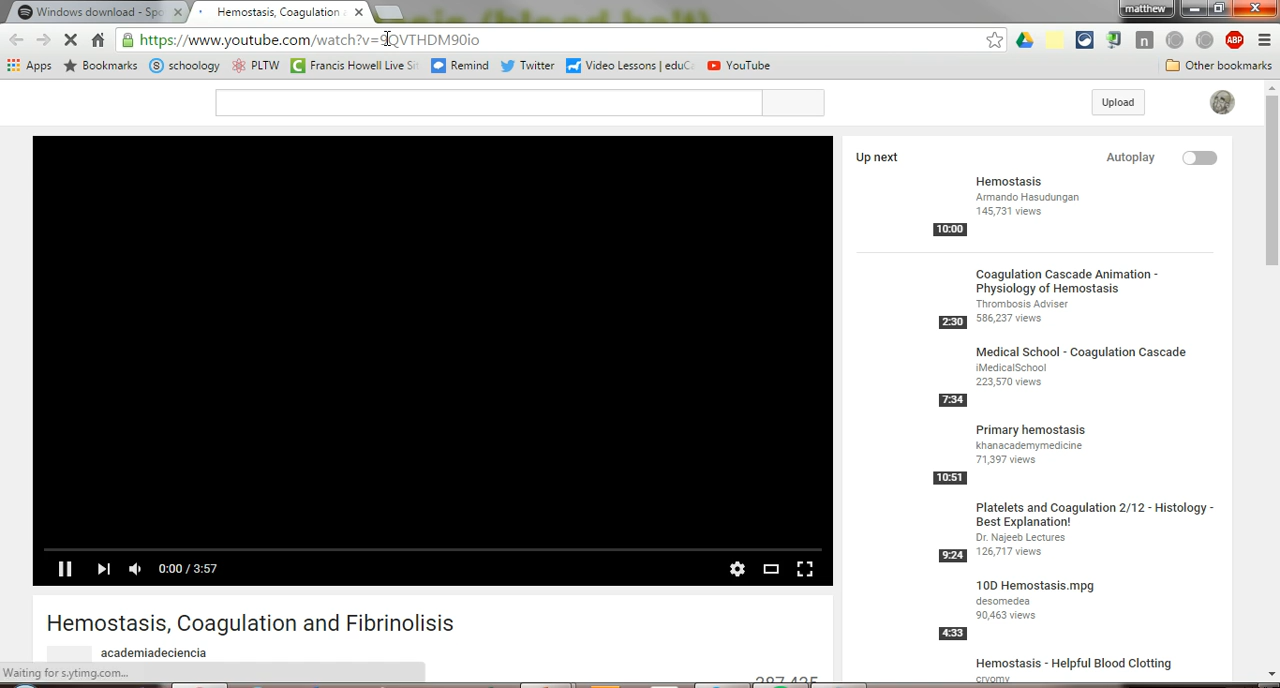 Windows download - Spo
Hemostasis, Coagulation
matthew
https://www.youtube.com/watch?v=9QVTHDM90io
ABP
Apps
Bookmarks
schoology
PLTW
Francis Howell Live Si
Remind
Twitter
Video Lessons | eduCa
YouTube
Other bookmarks
Upload
Up next
Autoplay
Hemostasis
Armando Hasudungan
145,731 views
10:00
Coagulation Cascade Animation -
Physiology of Hemostasis
Thrombosis Adviser
586,237 views
2:30
Medical School - Coagulation Cascade
iMedicalSchool
223,570 views
7:34
Primary hemostasis
khanacademymedicine
71,397 views
10:51
Platelets and Coagulation 2/12 - Histology -
Best Explanation!
Dr. Najeeb Lectures
126,717 views
9:24
10D Hemostasis.mpg
desomedea
90,463 views
4:33
Hemostasis - Helpful Blood Clotting
cryomy
0:00 / 3:57
Hemostasis, Coagulation and Fibrinolisis
academiadeciencia
287,435
Waiting for s.ytimg.com...